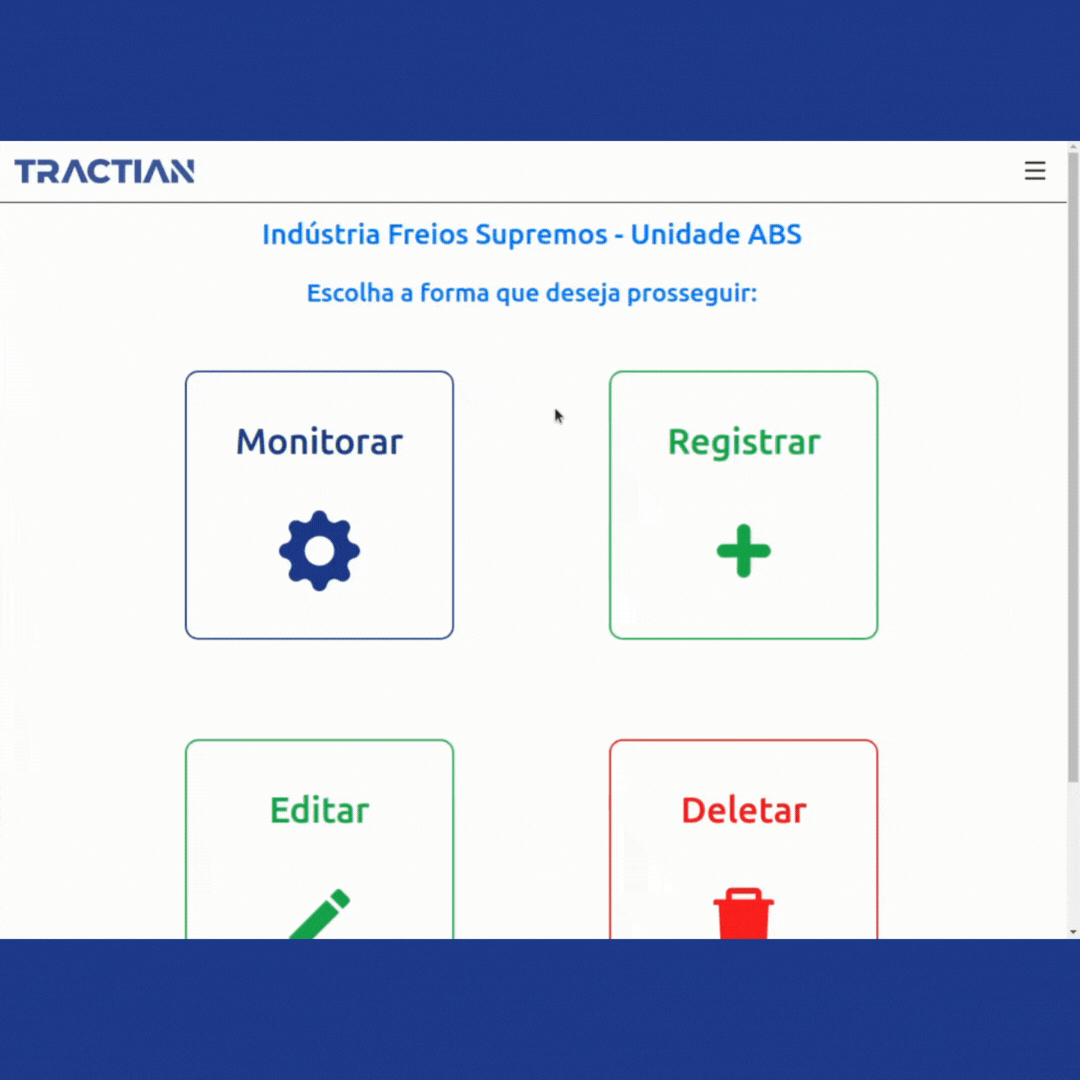 TRACTIAN
Indústria Freios Supremos - Unidade ABS
Escolha a forma que deseja prosseguir:
Monitorar
Registrar
Editar
Deletar